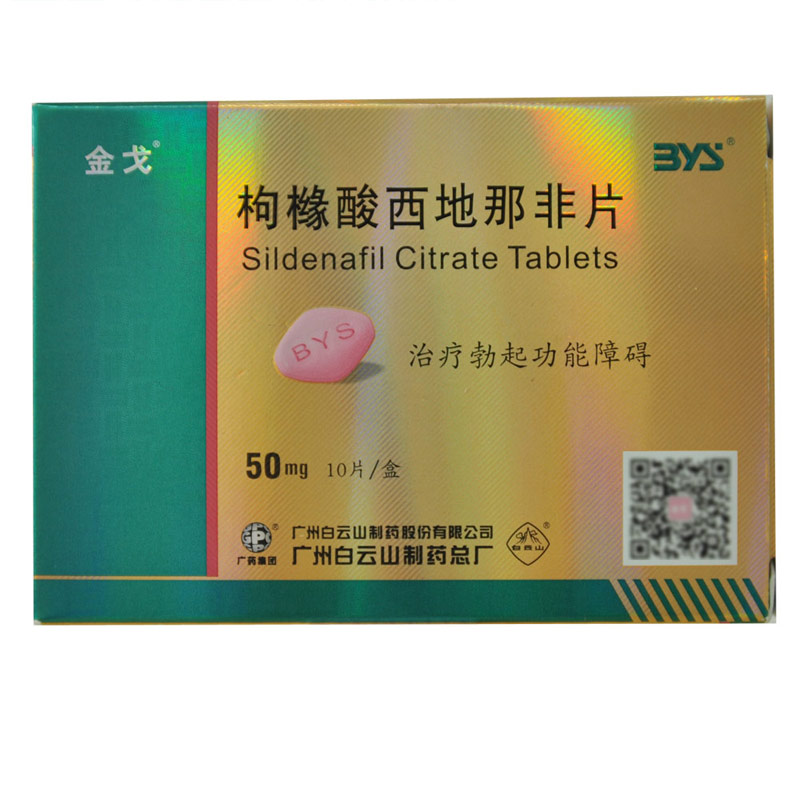 金戈®
BYS®
枸橼酸西地那非片
Sildenafil Citrate Tablets
BYS
治疗勃起功能障碍
50mg 10片/盒
GPC®
广药集团
广州白云山制药股份有限公司
广州白云山制药总厂
白云山®